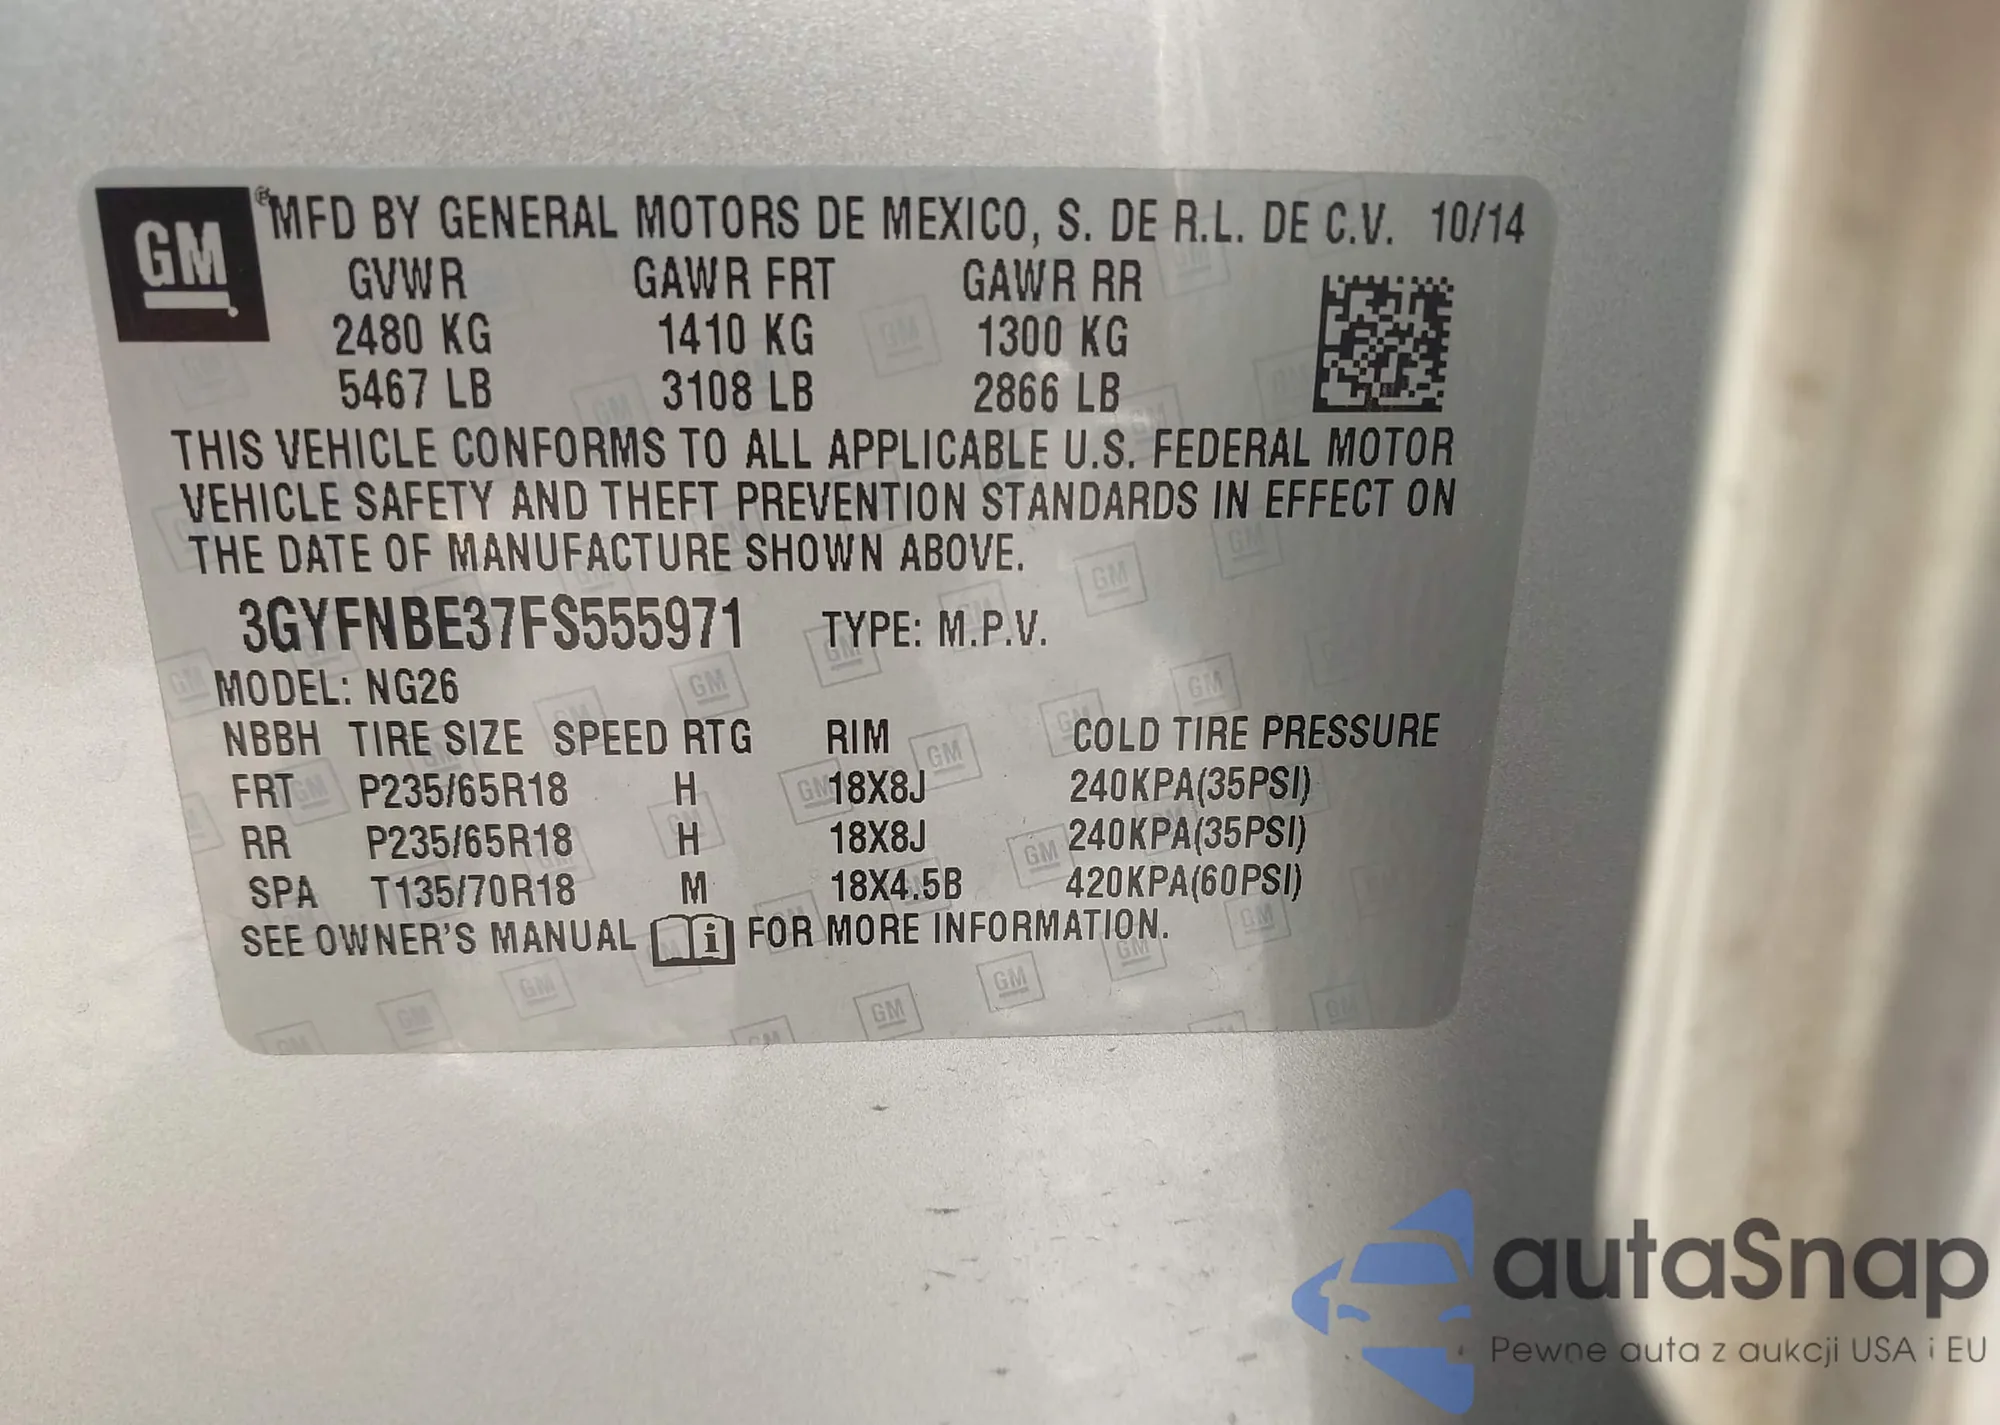 GM
® MFD BY GENERAL MOTORS DE MEXICO, S. DE R.L. DE C.V. 10/14
GVWR GAWR FRT GAWR RR
2480 KG 1410 KG 1300 KG
5467 LB 3108 LB 2866 LB
THIS VEHICLE CONFORMS TO ALL APPLICABLE U.S. FEDERAL MOTOR
VEHICLE SAFETY AND THEFT PREVENTION STANDARDS IN EFFECT ON
THE DATE OF MANUFACTURE SHOWN ABOVE.
3GYFNBE37FS555971 TYPE: M.P.V.
MODEL: NG26
NBBH TIRE SIZE SPEED RTG RIM COLD TIRE PRESSURE
FRT P235/65R18 H 18X8J 240KPA(35PSI)
RR P235/65R18 H 18X8J 240KPA(35PSI)
SPA T135/70R18 M 18X4.5B 420KPA(60PSI)
SEE OWNER'S MANUAL i FOR MORE INFORMATION.
autaSnap
Pewne auta z aukcji USA i EU